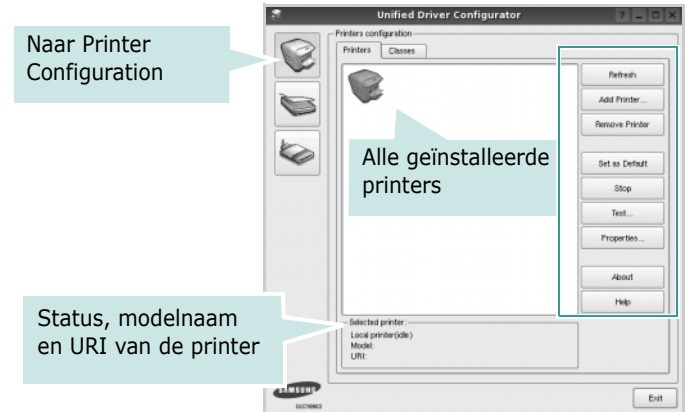 Unified Driver Configurator
Naar Printer
Configuration
Printers configuration
Printers
Classes
Refresh
Add Printer...
Remove Printer
Alle geïnstalleerde
printers
Set as Default
Stop
Test...
Properties...
About
Help
Status, modelnaam
en URI van de printer
Selected printer:
Local printer(idle)
Model:
URI:
SAMSUNG
ELECTRONICS
Exit